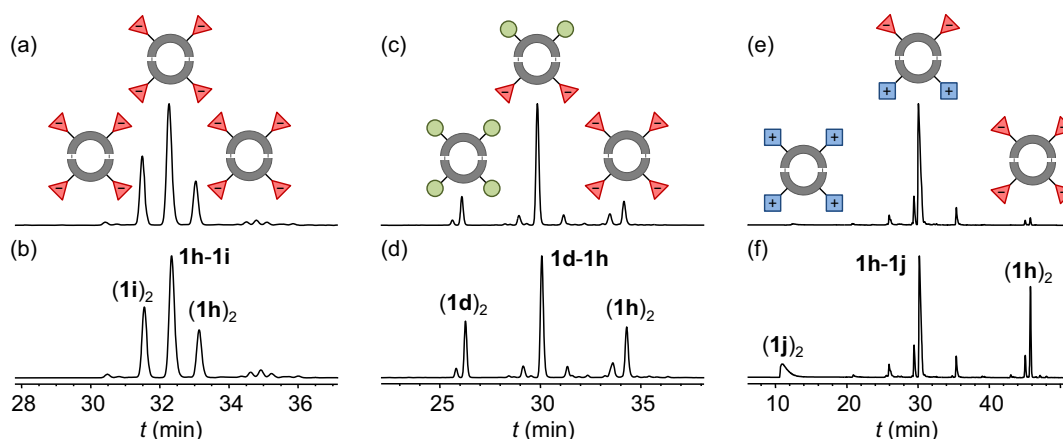 (a)
(c)
(e)
− − − −
− − − −
− − − −
− −
− − − −
− −
+ +
+ + + +
− − − −
(b)
(d)
(f)
(1i)2
1h-1i
(1h)2
(1d)2
1d-1h
(1h)2
(1j)2
1h-1j
(1h)2
28 30 32 34 36
25 30 35
10 20 30 40
t (min)
t (min)
t (min)